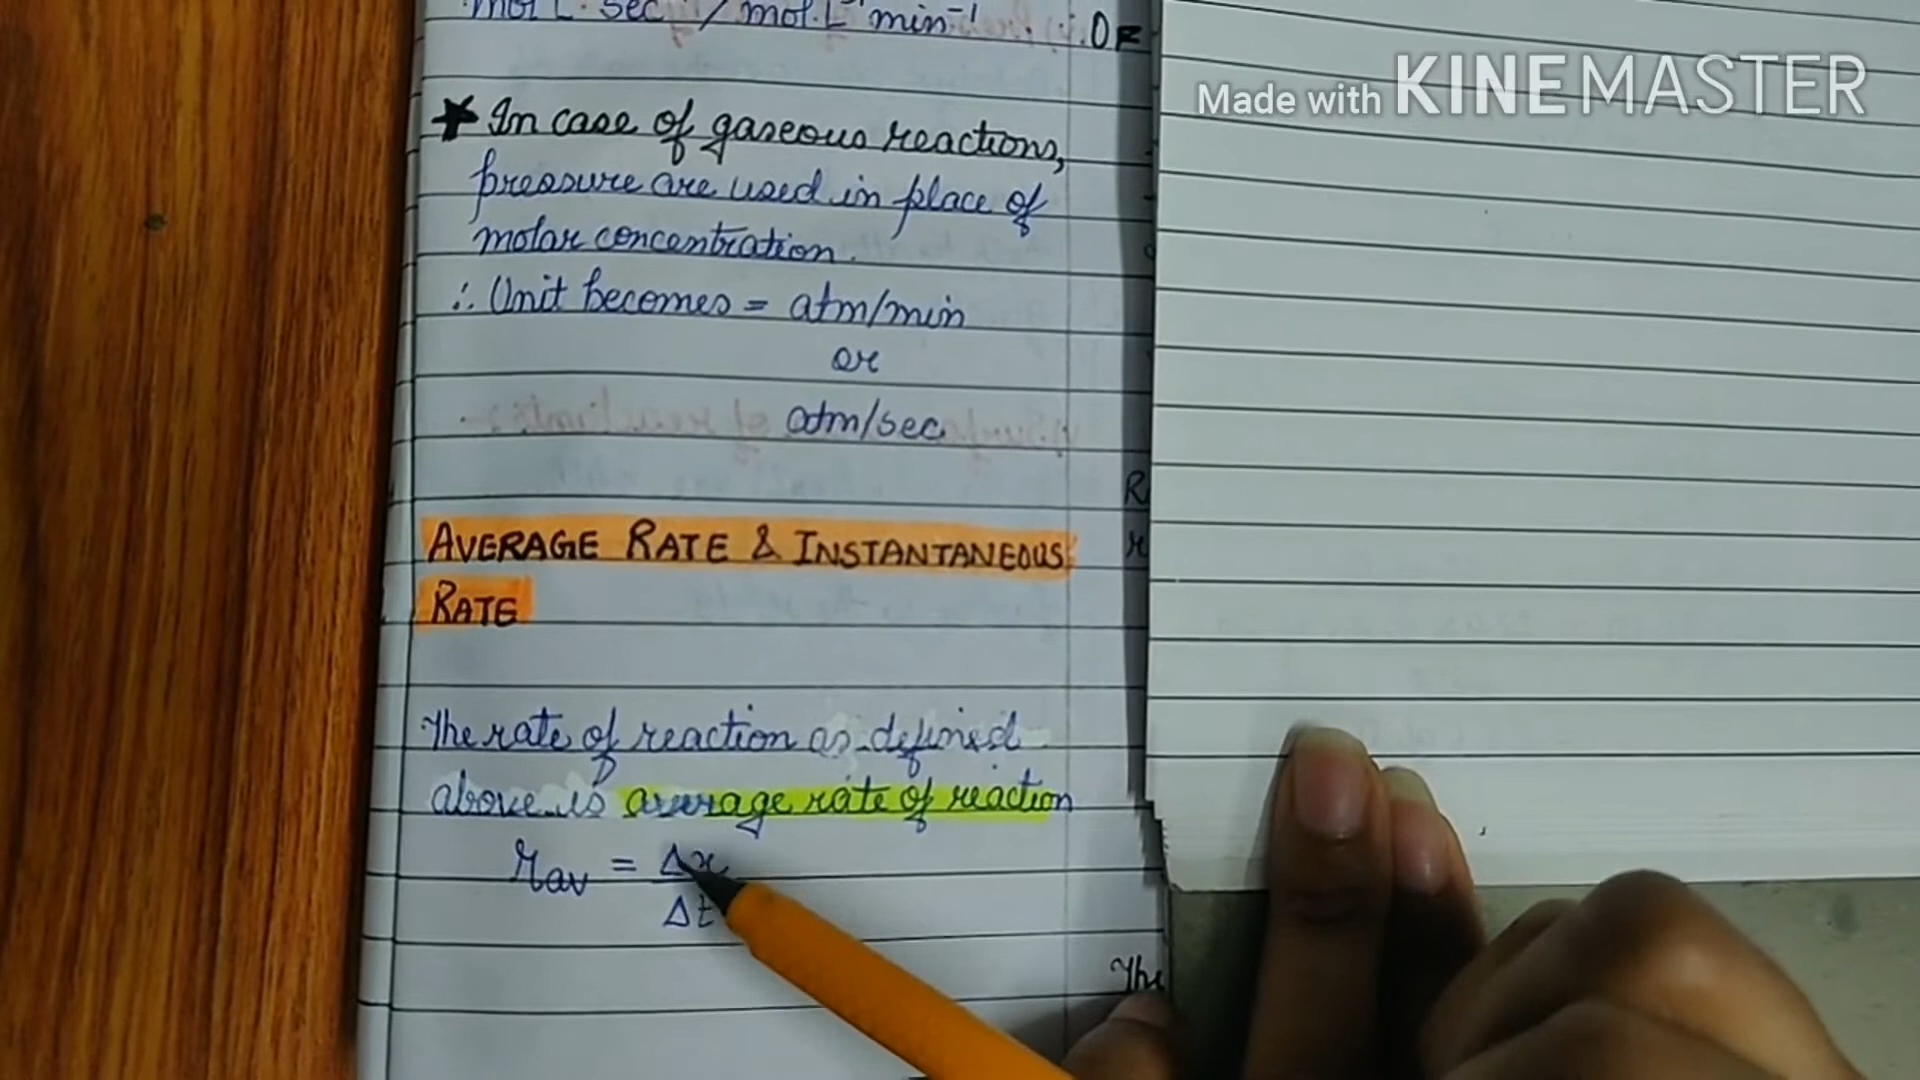 mol L⁻¹ sec⁻¹ / mol.L⁻¹ min⁻¹
Made with KINEMASTER
★ In case of gaseous reactions,
pressure are used in place of
molar concentration.
∴ Unit becomes = atm/min
or
atm/sec
AVERAGE RATE & INSTANTANEOUS
RATE
The rate of reaction as defined
above is average rate of reaction
rav = Δx
Δt
The